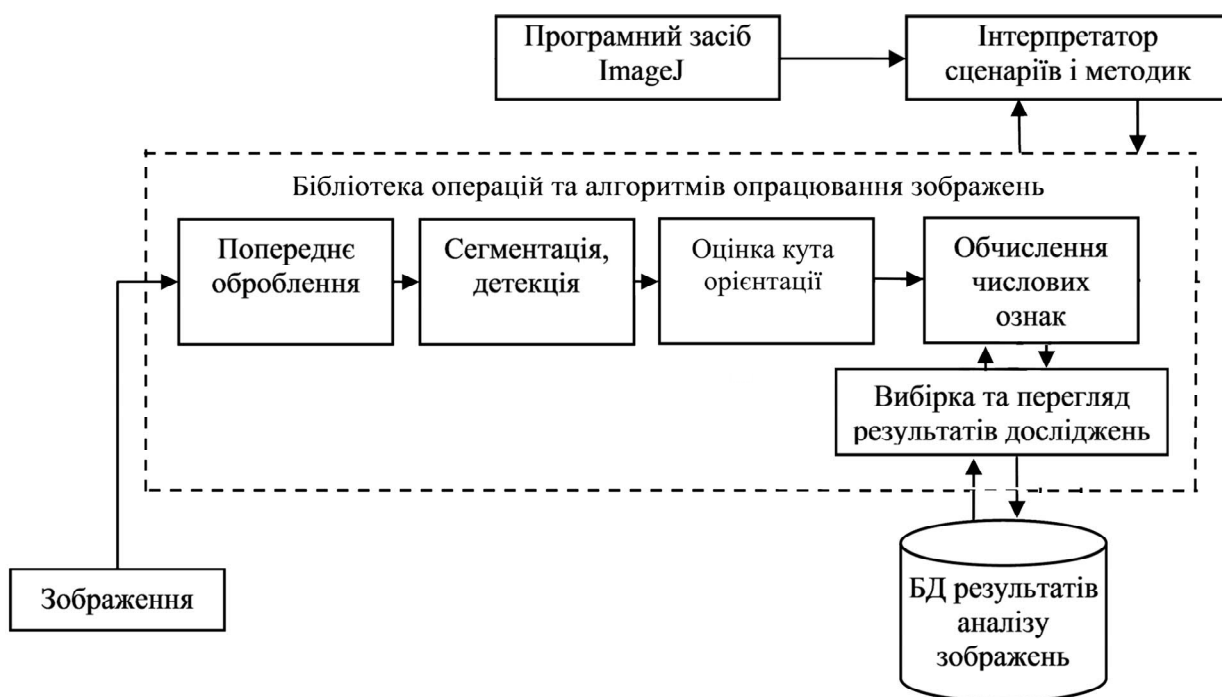 Програмний засіб
ImageJ
Інтерпретатор
сценаріїв і методик
Бібліотека операцій та алгоритмів опрацювання зображень
Попереднє
оброблення
Сегментація,
детекція
Оцінка кута
орієнтації
Обчислення
числових
ознак
Вибірка та перегляд
результатів досліджень
Зображення
БД результатів
аналізу
зображень